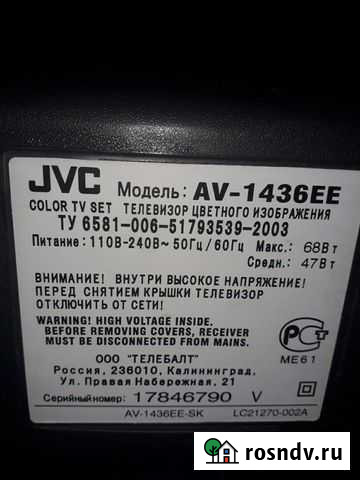 JVC Модель: AV-1436EE
COLOR TV SET ТЕЛЕВИЗОР ЦВЕТНОГО ИЗОБРАЖЕНИЯ
ТУ 6581-006-51793539-2003
Питание: 110В-240В~50Гц/60Гц Макс.: 68Вт
Средн.: 47Вт
ВНИМАНИЕ! ВНУТРИ ВЫСОКОЕ НАПРЯЖЕНИЕ!
ПЕРЕД СНЯТИЕМ КРЫШКИ ТЕЛЕВИЗОР
ОТКЛЮЧИТЬ ОТ СЕТИ!
WARNING! HIGH VOLTAGE INSIDE.
BEFORE REMOVING COVERS, RECEIVER
MUST BE DISCONNECTED FROM MAINS.
РСТ
ME61
ООО "ТЕЛЕБАЛТ"
Россия, 236010, Калининград,
Ул. Правая Набережная, 21
Серийный номер: 17846790 V
AV-1436EE-SK LC21270-002A
rosndv.ru